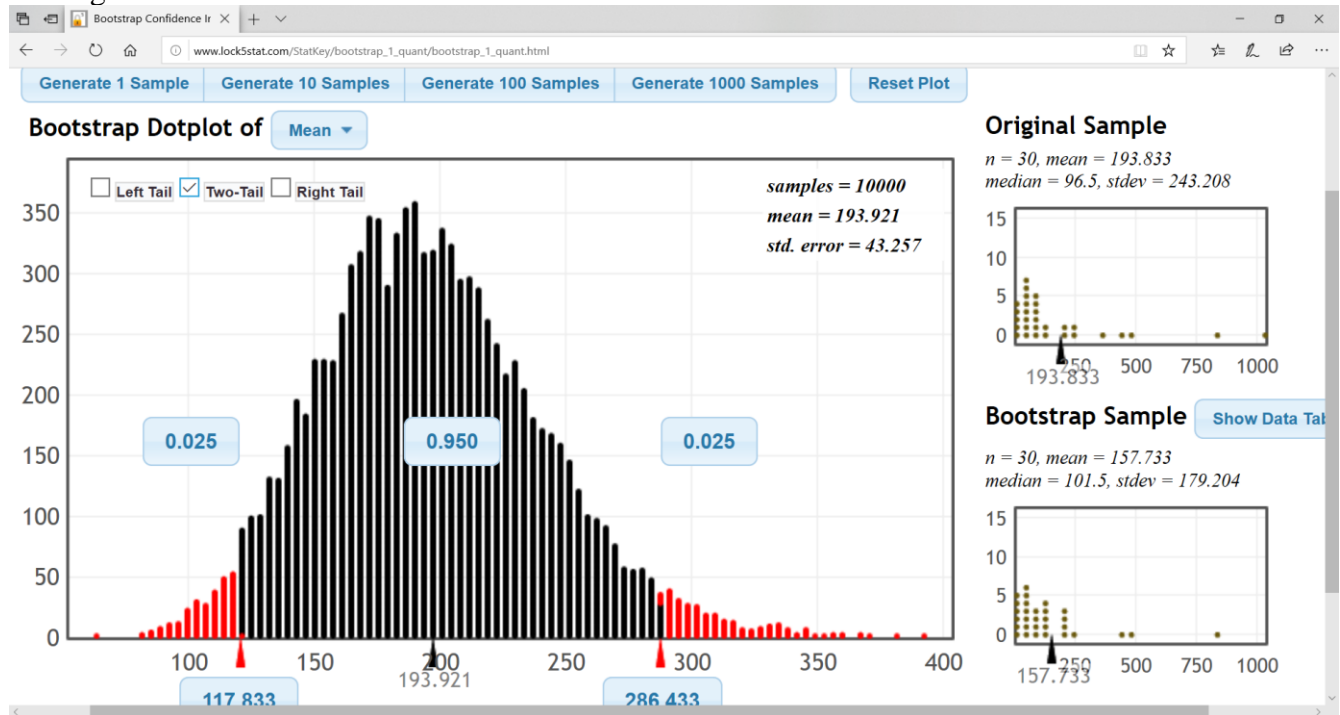 Bootstrap Confidence Ir
www.lock5stat.com/StatKey/bootstrap_1_quant/bootstrap_1_quant.html
Generate 1 Sample Generate 10 Samples Generate 100 Samples Generate 1000 Samples Reset Plot
Bootstrap Dotplot of Mean
Left Tail Two-Tail Right Tail
samples = 10000
mean = 193.921
std. error = 43.257
350
300
250
200
150
100
50
0
0.025 0.950 0.025
100 150 200 250 300 350 400
193.921
117.833 286.433
Original Sample
n = 30, mean = 193.833
median = 96.5, stdev = 243.208
15
10
5
0
250 500 750 1000
193.833
Bootstrap Sample Show Data Tab
n = 30, mean = 157.733
median = 101.5, stdev = 179.204
15
10
5
0
250 500 750 1000
157.733